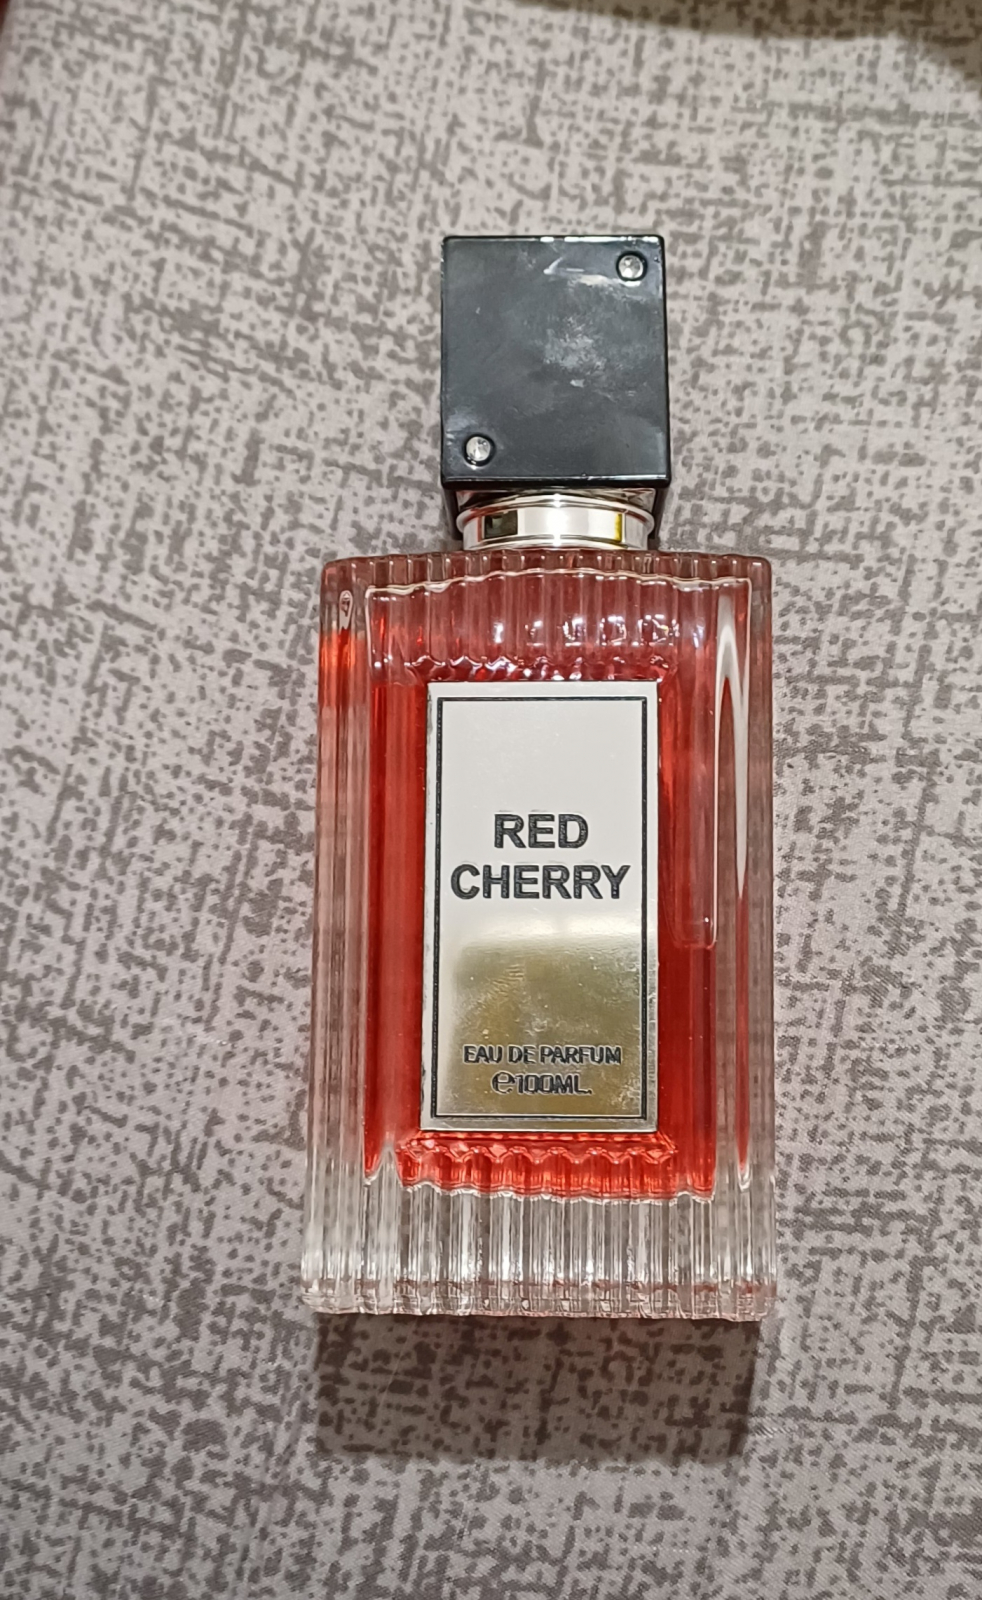 RED
CHERRY
EAU DE PARFUM
℮100ML.